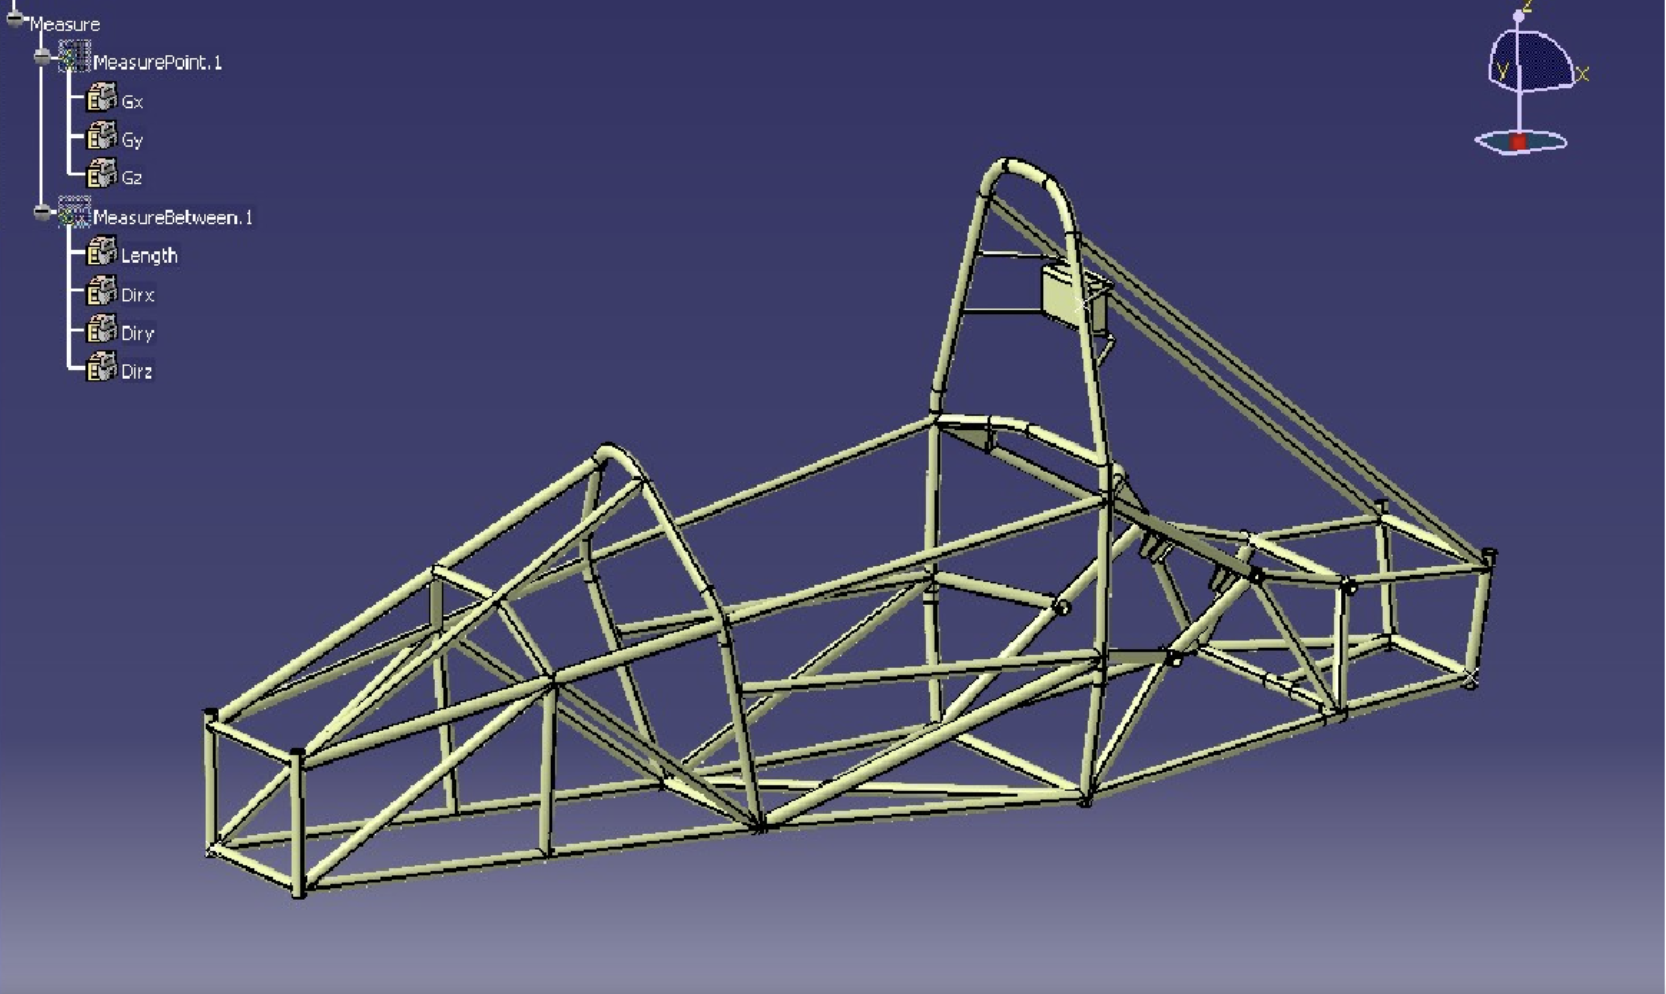 Measure
MeasurePoint.1
Gx
Gy
Gz
MeasureBetween.1
Length
Dirx
Diry
Dirz
z
y
x